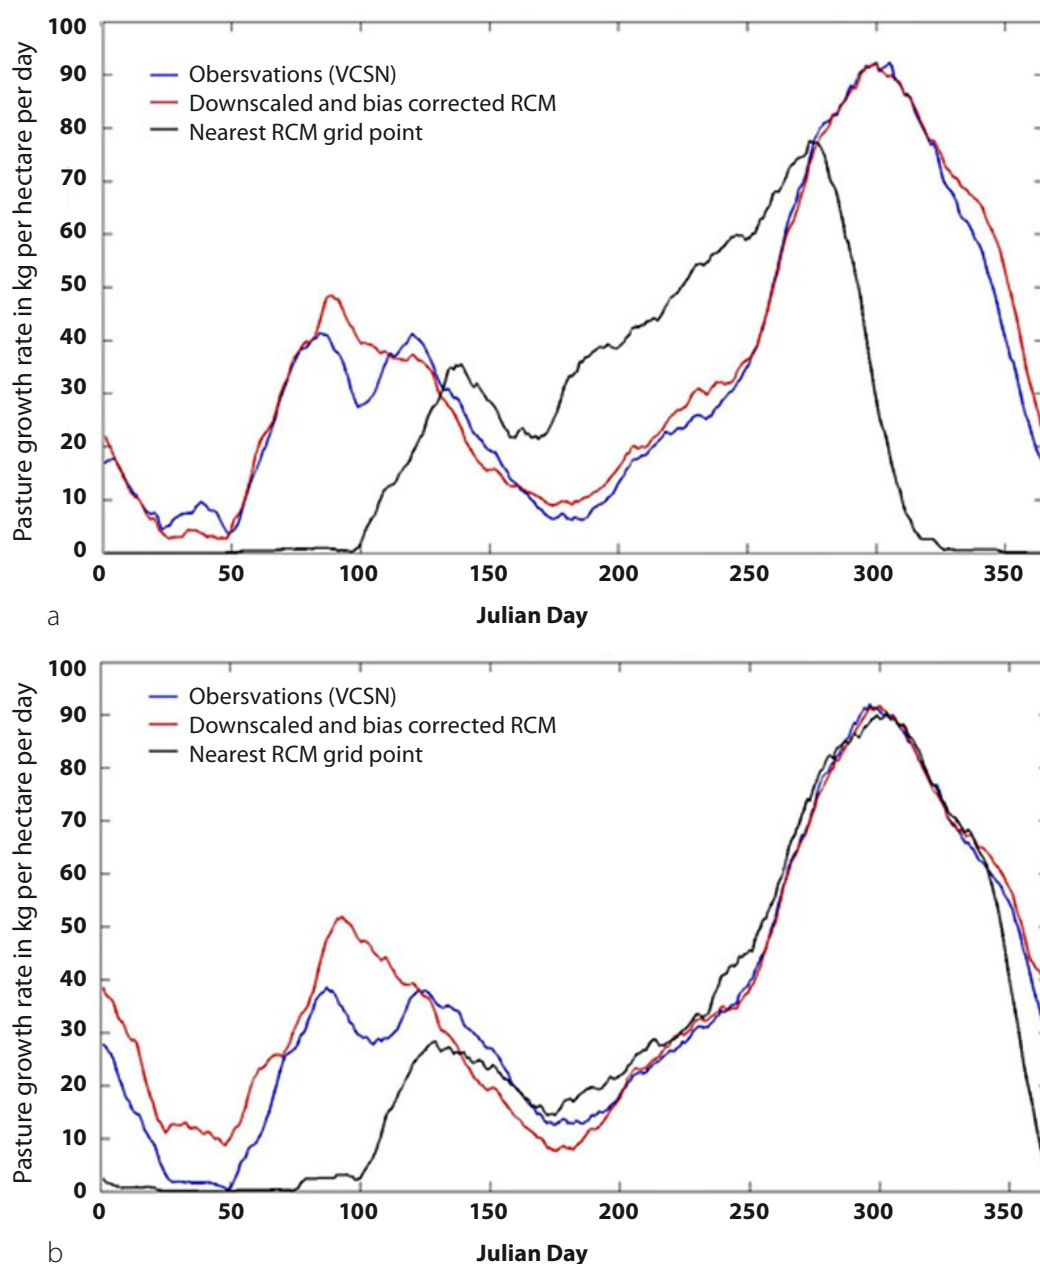 Pasture growth rate in kg per hectare per day
100
90
80
70
60
50
40
30
20
10
0
Obersvations (VCSN)
Downscaled and bias corrected RCM
Nearest RCM grid point
0 50 100 150 200 250 300 350
Julian Day
a
Pasture growth rate in kg per hectare per day
100
90
80
70
60
50
40
30
20
10
0
Obersvations (VCSN)
Downscaled and bias corrected RCM
Nearest RCM grid point
0 50 100 150 200 250 300 350
Julian Day
b